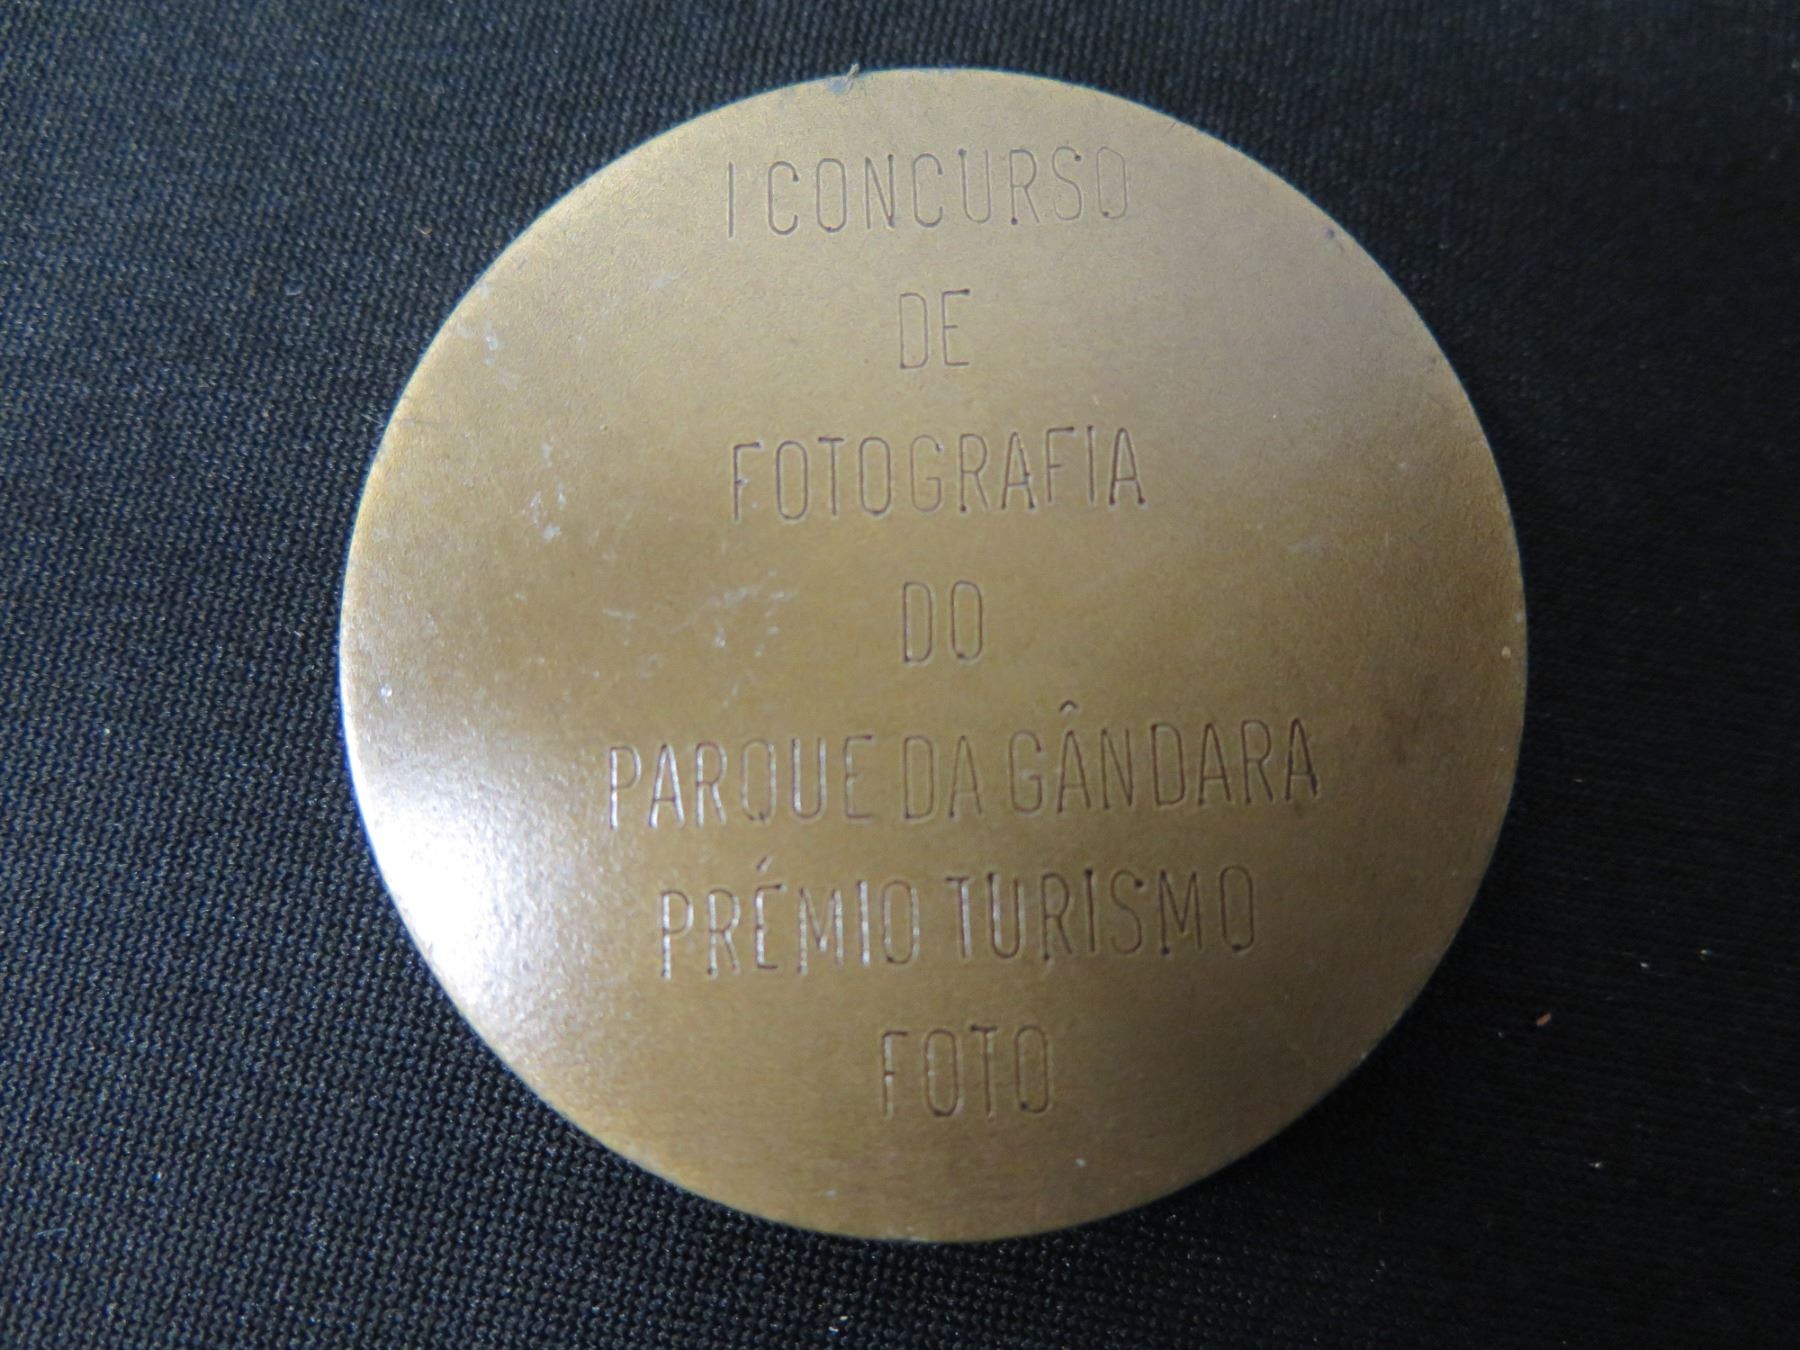 I CONCURSO
DE
FOTOGRAFIA
DO
PARQUE DA GÂNDARA
PRÉMIO TURISMO
FOTO